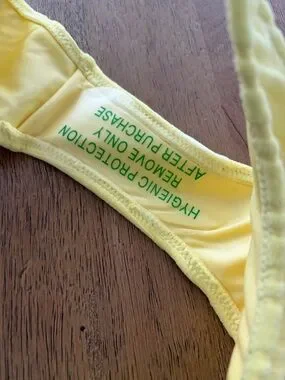 HYGIENIC PROTECTION
REMOVE ONLY
AFTER PURCHASE